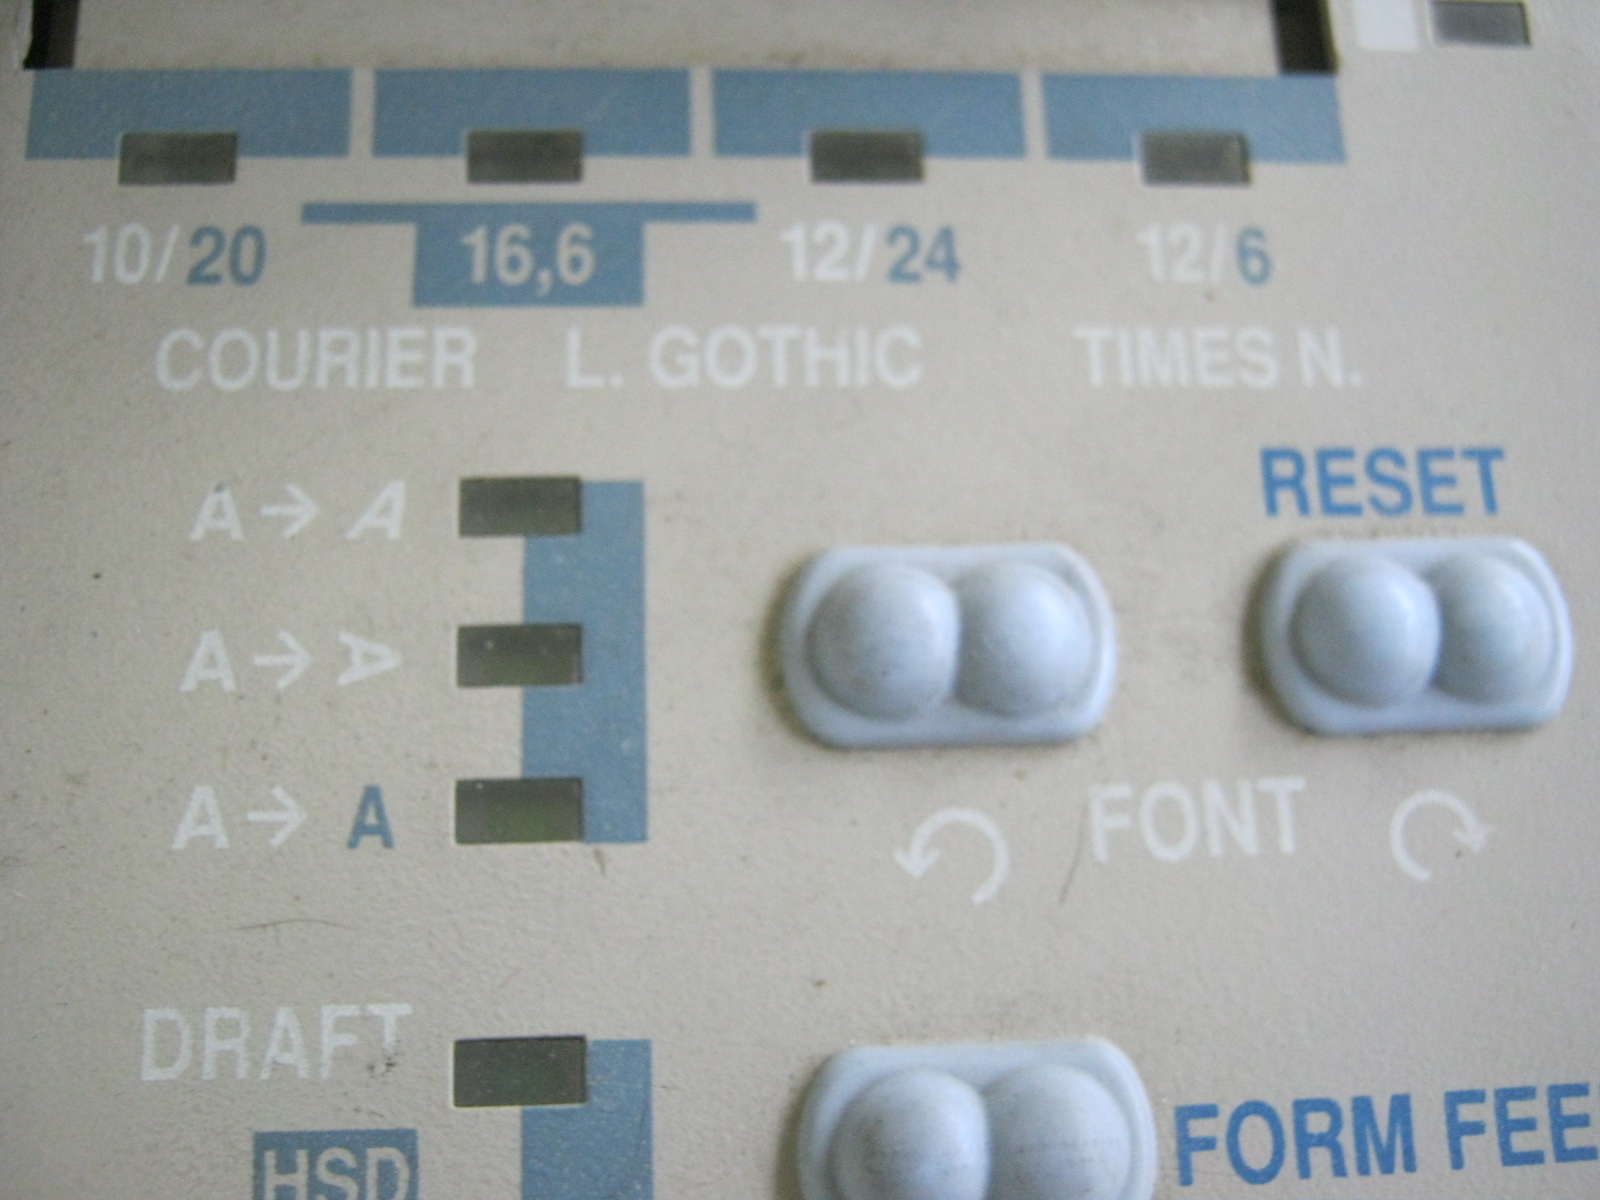 10/20 16,6 12/24 12/6
COURIER L. GOTHIC TIMES N.
RESET
A→A
A→A
A→A
FONT
DRAFT
FORM FEE
HSD